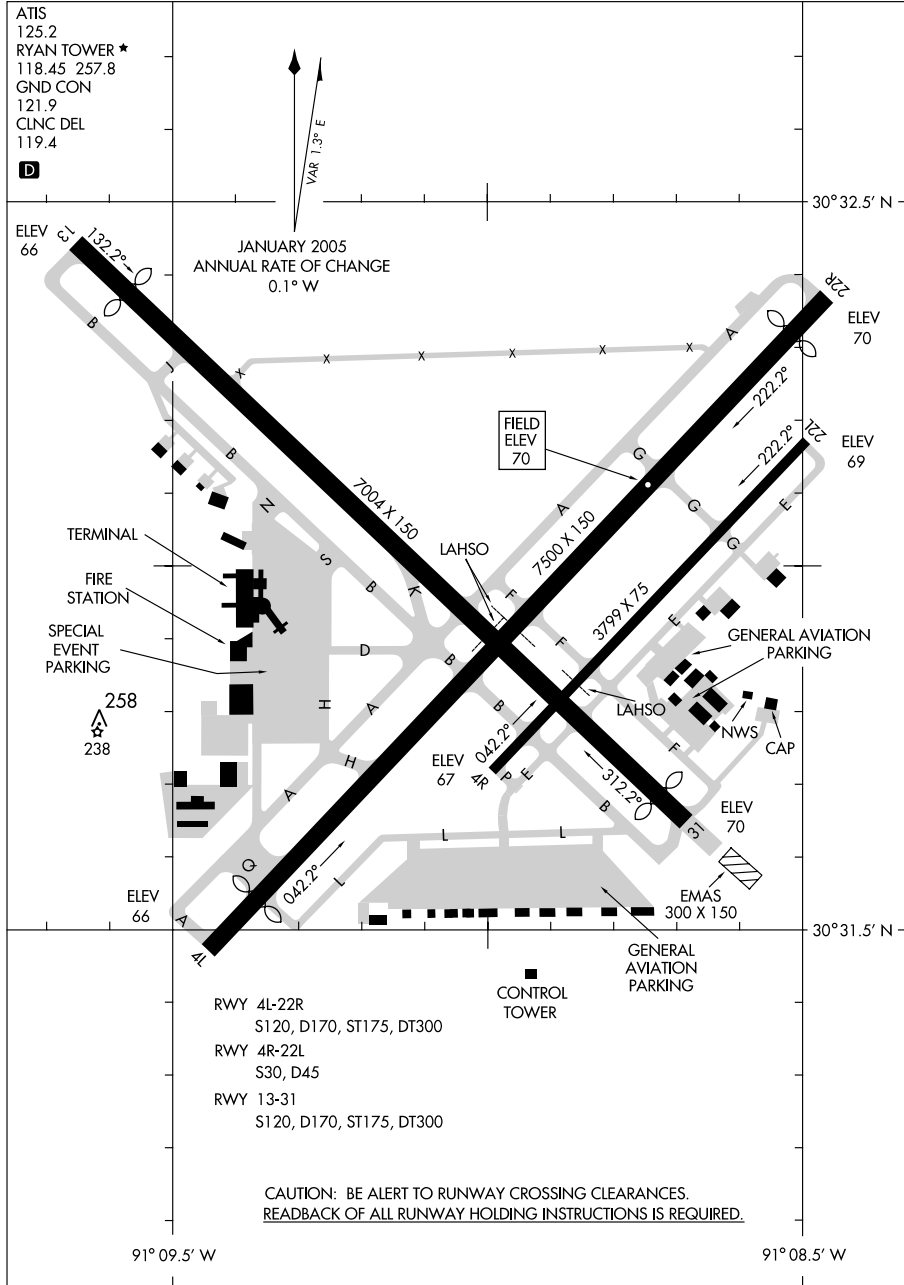 ATIS
125.2
RYAN TOWER ★
118.45 257.8
GND CON
121.9
CLNC DEL
119.4
D
VAR 1.3° E
JANUARY 2005
ANNUAL RATE OF CHANGE
0.1° W
30°32.5' N
ELEV
66
13
132.2°
22R
ELEV
70
222.2°
22L
222.2°
ELEV
69
B
J
X
X
X
X
X
X
A
FIELD
ELEV
70
G
G
G
E
B
N
7004 X 150
A
7500 X 150
S
B
K
LAHSO
F
F
3799 X 75
E
TERMINAL
FIRE
STATION
SPECIAL
EVENT
PARKING
D
B
H
A
B
GENERAL AVIATION
PARKING
LAHSO
NWS
CAP
258
238
H
A
042.2°
ELEV
67
4R
P
E
312.2°
B
F
31
ELEV
70
L
L
L
Q
042.2°
ELEV
66
A
4L
EMAS
300 X 150
30°31.5' N
GENERAL
AVIATION
PARKING
CONTROL
TOWER
RWY 4L-22R
S120, D170, ST175, DT300
RWY 4R-22L
S30, D45
RWY 13-31
S120, D170, ST175, DT300
CAUTION: BE ALERT TO RUNWAY CROSSING CLEARANCES.
READBACK OF ALL RUNWAY HOLDING INSTRUCTIONS IS REQUIRED.
91° 09.5' W
91° 08.5' W